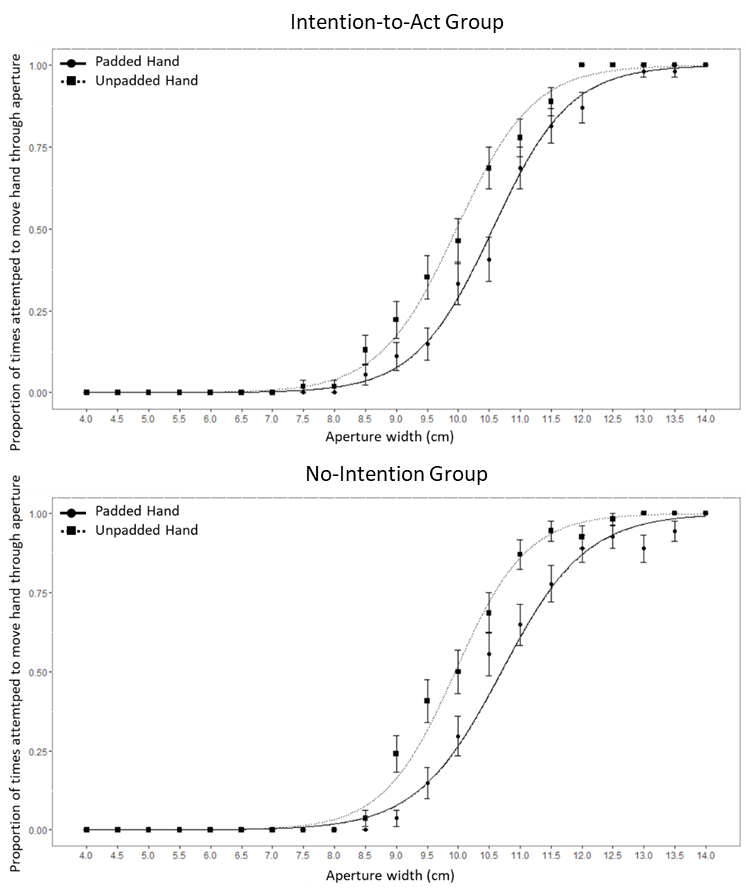 Intention-to-Act Group
Proportion of times attemtped to move hand through aperture
Padded Hand
Unpadded Hand
1.00
0.75
0.50
0.25
0.00
4.0 4.5 5.0 5.5 6.0 6.5 7.0 7.5 8.0 8.5 9.0 9.5 10.0 10.5 11.0 11.5 12.0 12.5 13.0 13.5 14.0
Aperture width (cm)
No-Intention Group
Proportion of times attemtped to move hand through aperture
Padded Hand
Unpadded Hand
1.00
0.75
0.50
0.25
0.00
4.0 4.5 5.0 5.5 6.0 6.5 7.0 7.5 8.0 8.5 9.0 9.5 10.0 10.5 11.0 11.5 12.0 12.5 13.0 13.5 14.0
Aperture width (cm)